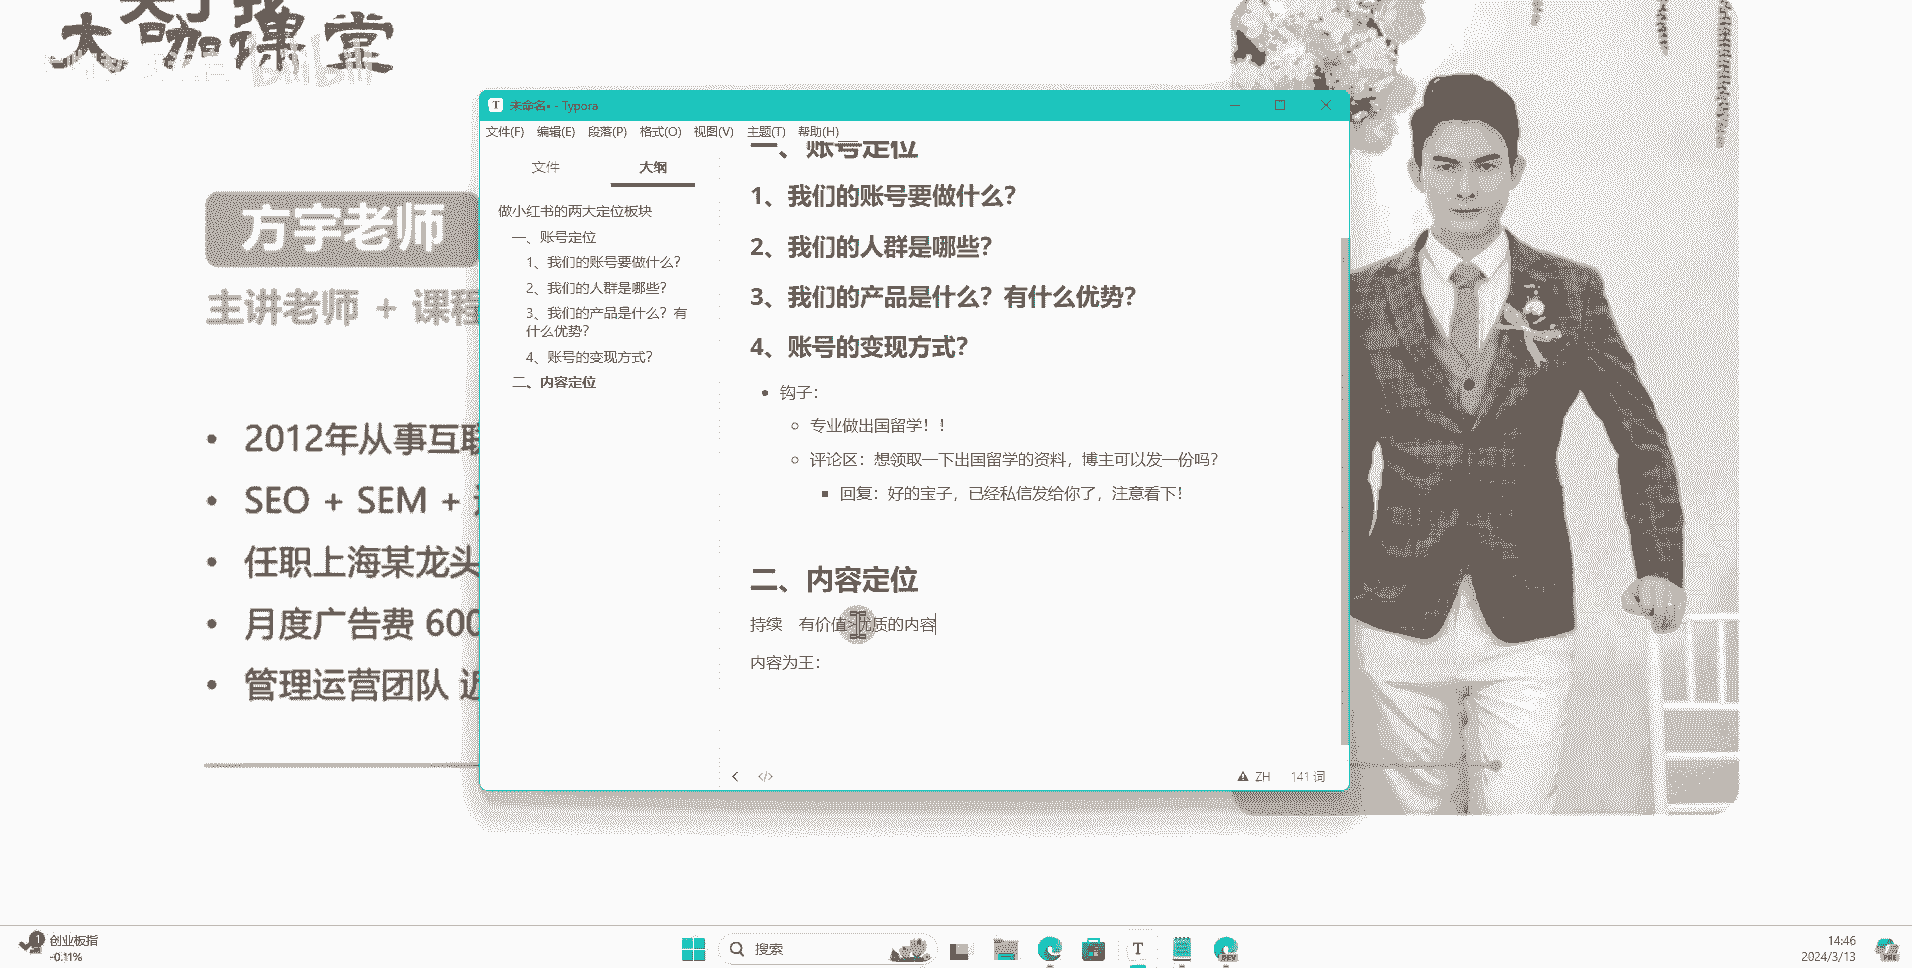 大咖课堂
bilibili
方宇老师
主讲老师 + 课程
• 2012年从事互联
• SEO + SEM +
• 任职上海某龙头
• 月度广告费 600
• 管理运营团队 近
未命名• - Typora
文件(F) 编辑(E) 段落(P) 格式(O) 视图(V) 主题(T) 帮助(H)
文件 大纲
做小红书的两大定位板块
一、账号定位
1、我们的账号要做什么？
2、我们的人群是哪些？
3、我们的产品是什么？有
什么优势？
4、账号的变现方式？
二、内容定位
一、账号定位
1、我们的账号要做什么？
2、我们的人群是哪些？
3、我们的产品是什么？有什么优势？
4、账号的变现方式？
• 钩子：
专业做出国留学！！
评论区：想领取一下出国留学的资料，博主可以发一份吗？
回复：好的宝子，已经私信发给你了，注意看下！
二、内容定位
持续 有价值>优质的内容
内容为王：
</> ZH 141 词
1 创业板指
-0.11%
搜索
T
DEV
14:46
2024/3/13
PRE